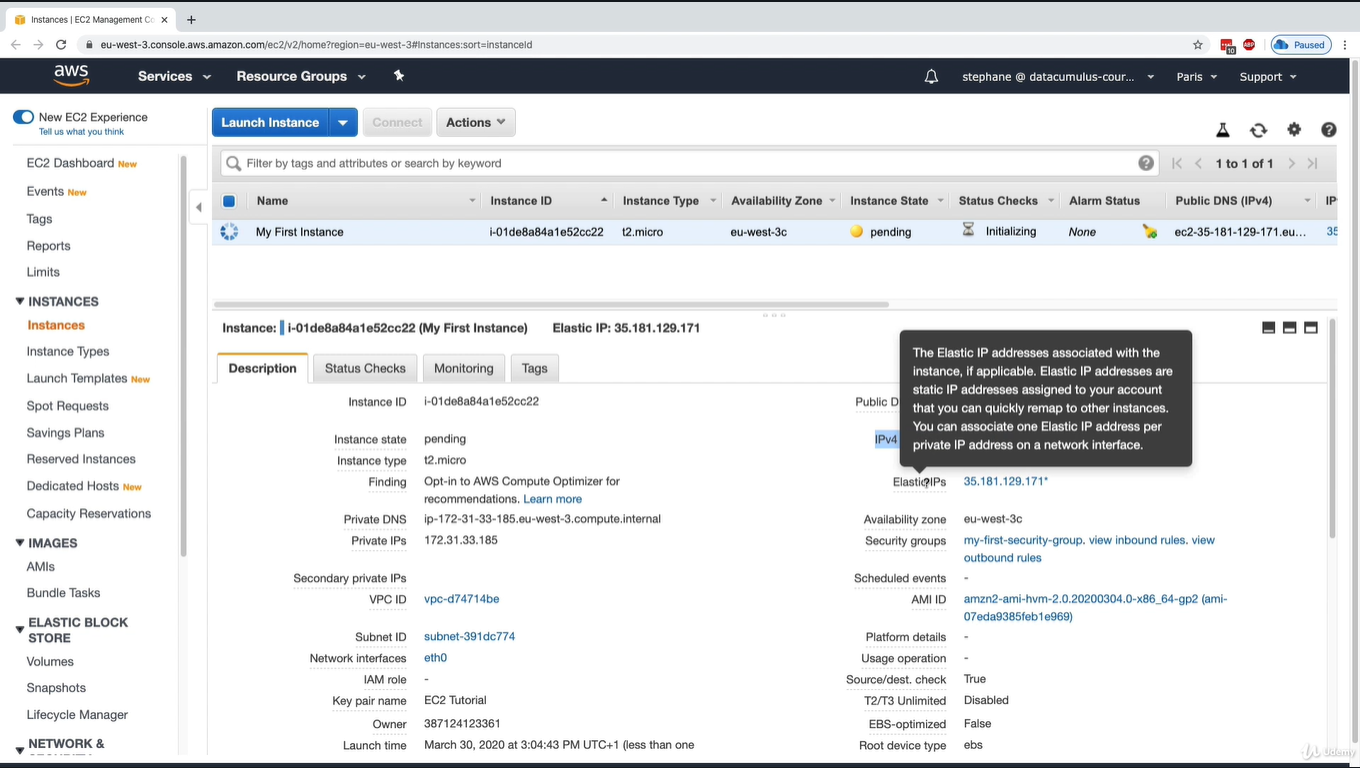 Instances | EC2 Management Co
eu-west-3.console.aws.amazon.com/ec2/v2/home?region=eu-west-3#Instances:sort=instanceId
10
ABP
Paused
aws
Services
Resource Groups
stephane @ datacumulus-cour...
Paris
Support
New EC2 Experience
Tell us what you think
EC2 Dashboard New
Events New
Tags
Reports
Limits
INSTANCES
Instances
Instance Types
Launch Templates New
Spot Requests
Savings Plans
Reserved Instances
Dedicated Hosts New
Capacity Reservations
IMAGES
AMIs
Bundle Tasks
ELASTIC BLOCK
STORE
Volumes
Snapshots
Lifecycle Manager
NETWORK &
Launch Instance
Connect
Actions
Filter by tags and attributes or search by keyword
1 to 1 of 1
Name Instance ID Instance Type Availability Zone Instance State Status Checks Alarm Status Public DNS (IPv4) IP
My First Instance i-01de8a84a1e52cc22 t2.micro eu-west-3c pending Initializing None ec2-35-181-129-171.eu... 35
Instance: i-01de8a84a1e52cc22 (My First Instance) Elastic IP: 35.181.129.171
Description Status Checks Monitoring Tags
The Elastic IP addresses associated with the
instance, if applicable. Elastic IP addresses are
static IP addresses assigned to your account
that you can quickly remap to other instances.
You can associate one Elastic IP address per
private IP address on a network interface.
Instance ID i-01de8a84a1e52cc22
Instance state pending
Instance type t2.micro
Finding Opt-in to AWS Compute Optimizer for
recommendations. Learn more
Private DNS ip-172-31-33-185.eu-west-3.compute.internal
Private IPs 172.31.33.185
Secondary private IPs
VPC ID vpc-d74714be
Subnet ID subnet-391dc774
Network interfaces eth0
IAM role -
Key pair name EC2 Tutorial
Owner 387124123361
Launch time March 30, 2020 at 3:04:43 PM UTC+1 (less than one
Public D
IPv4
Elastic IPs 35.181.129.171*
Availability zone eu-west-3c
Security groups my-first-security-group. view inbound rules. view
outbound rules
Scheduled events -
AMI ID amzn2-ami-hvm-2.0.20200304.0-x86_64-gp2 (ami-
07eda9385feb1e969)
Platform details -
Usage operation -
Source/dest. check True
T2/T3 Unlimited Disabled
EBS-optimized False
Root device type ebs
Udemy